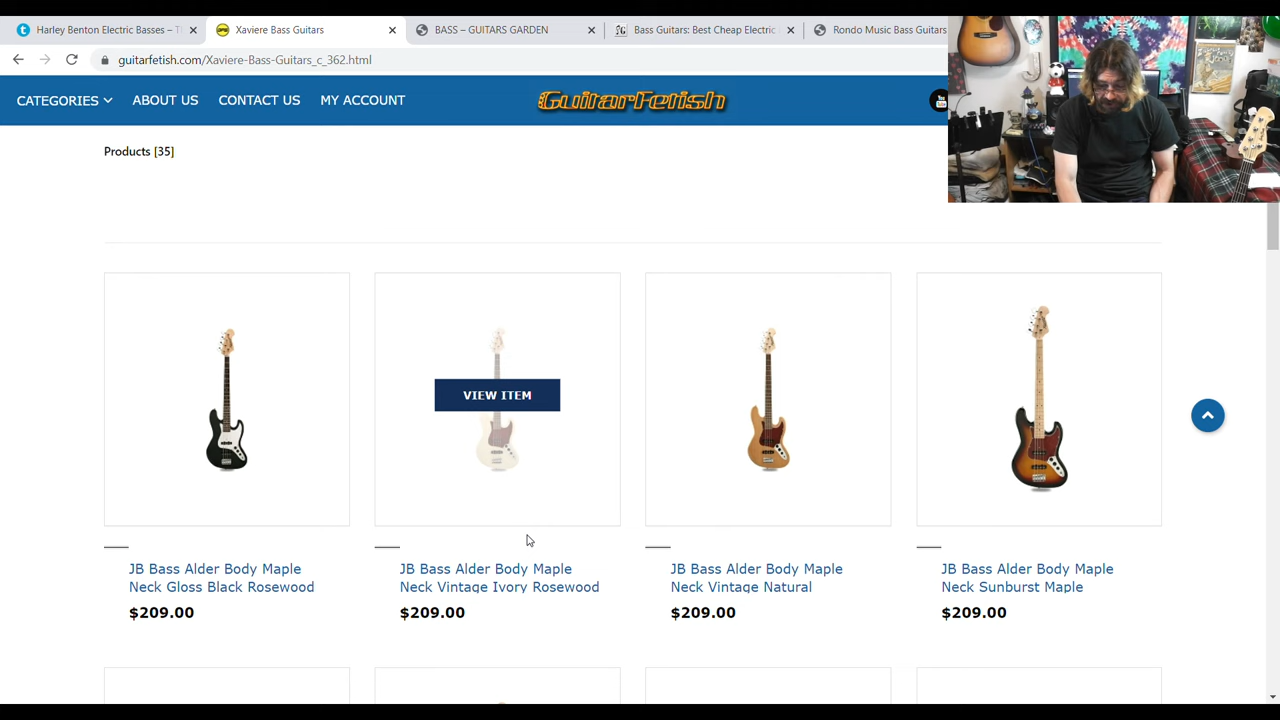 Harley Benton Electric Basses – T
Xaviere Bass Guitars
BASS – GUITARS GARDEN
Bass Guitars: Best Cheap Electric
Rondo Music Bass Guitars
guitarfetish.com/Xaviere-Bass-Guitars_c_362.html
CATEGORIES
ABOUT US
CONTACT US
MY ACCOUNT
GuitarFetish
Products [35]
VIEW ITEM
JB Bass Alder Body Maple
Neck Gloss Black Rosewood
$209.00
JB Bass Alder Body Maple
Neck Vintage Ivory Rosewood
$209.00
JB Bass Alder Body Maple
Neck Vintage Natural
$209.00
JB Bass Alder Body Maple
Neck Sunburst Maple
$209.00